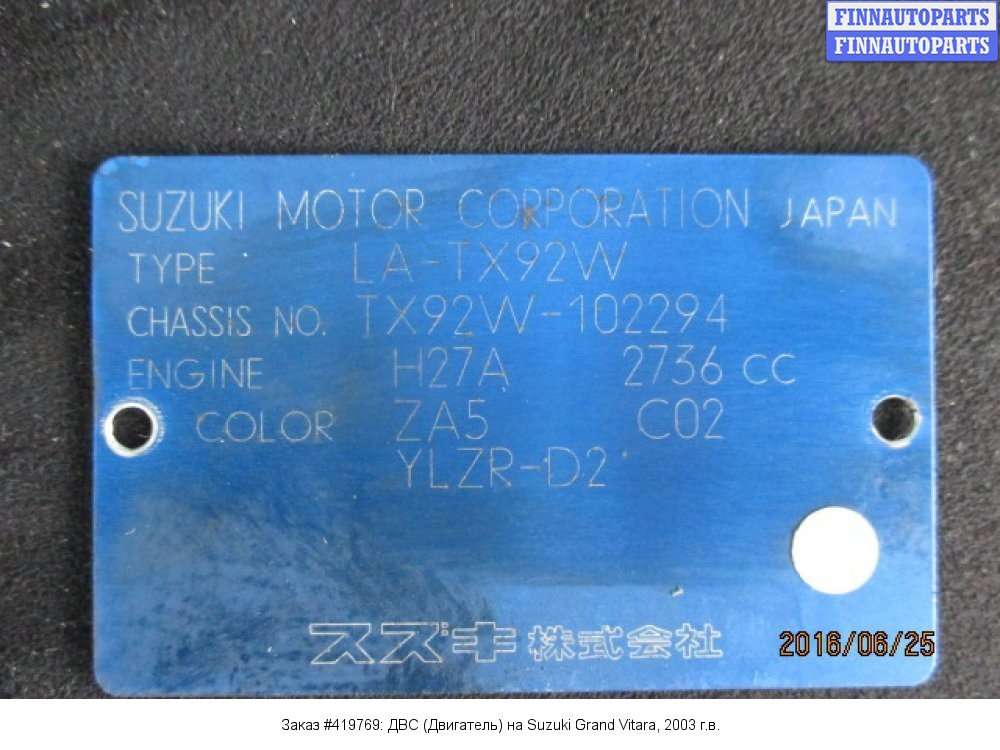 FINNAUTOPARTS
FINNAUTOPARTS
SUZUKI MOTOR CORPORATION JAPAN
TYPE LA-TX92W
CHASSIS NO. TX92W-102294
ENGINE H27A 2736 CC
COLOR ZA5 C02
YLZR-D2
スズキ株式会社
2016/06/25
Заказ #419769: ДВС (Двигатель) на Suzuki Grand Vitara, 2003 г.в.